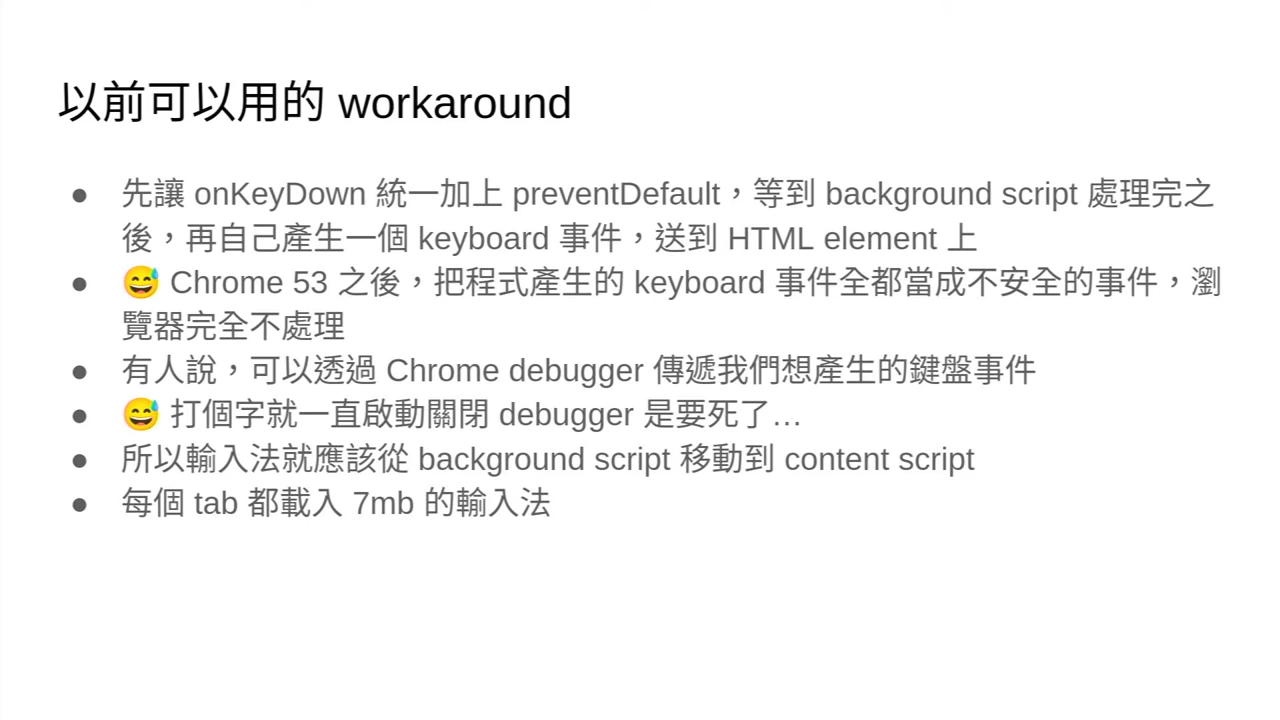 以前可以用的 workaround
● 先讓 onKeyDown 統一加上 preventDefault，等到 background script 處理完之
後，再自己產生一個 keyboard 事件，送到 HTML element 上
● 😅 Chrome 53 之後，把程式產生的 keyboard 事件全都當成不安全的事件，瀏
覽器完全不處理
● 有人說，可以透過 Chrome debugger 傳遞我們想產生的鍵盤事件
● 😅 打個字就一直啟動關閉 debugger 是要死了…
● 所以輸入法就應該從 background script 移動到 content script
● 每個 tab 都載入 7mb 的輸入法